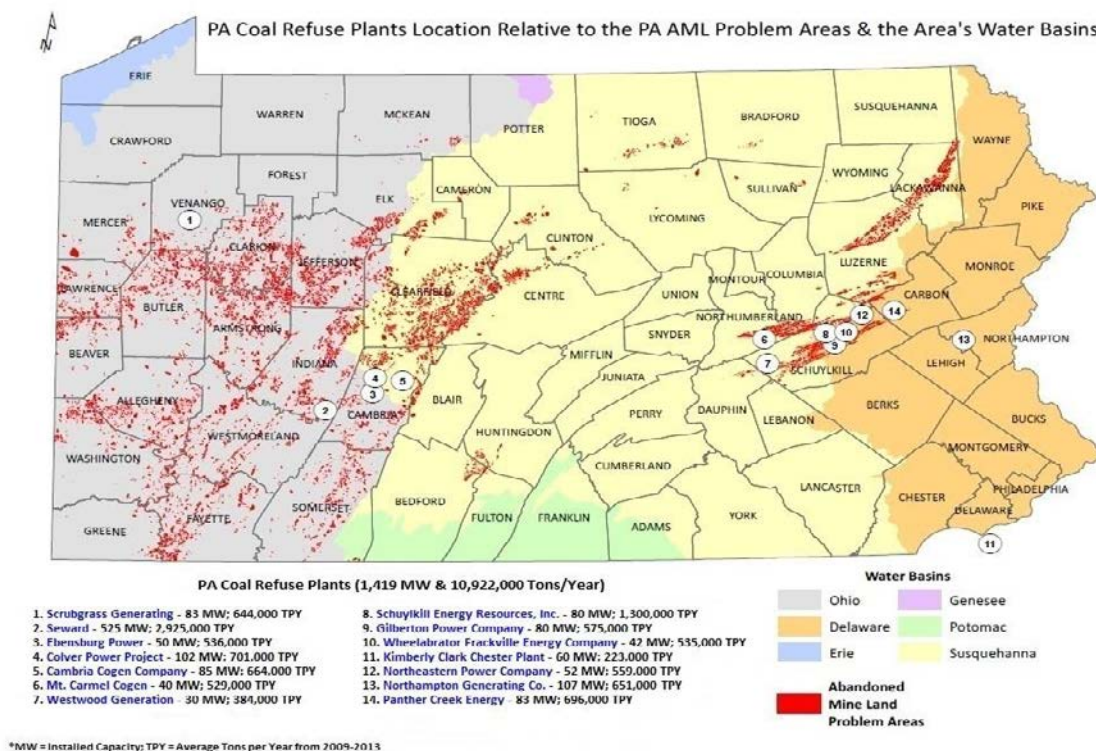 N
PA Coal Refuse Plants Location Relative to the PA AML Problem Areas & the Area's Water Basins
ERIE
WARREN
MCKEAN
SUSQUEHANNA
CRAWFORD
POTTER
TIOGA
BRADFORD
WAYNE
FOREST
WYOMING
CAMERON
SULLIVAN
LACKAWANNA
VENANGO
ELK
1
MERCER
LYCOMING
PIKE
CLINTON
CLARION
JEFFERSON
LUZERNE
MONROE
COLUMBIA
MONTOUR
LAWRENCE
CLEARFIELD
CENTRE
UNION
CARBON
BUTLER
NORTHUMBERLAND
12
14
ARMSTRONG
SNYDER
8
10
9
6
13
NORTHAMPTON
BEAVER
MIFFLIN
INDIANA
7
SCHUYLKILL
LEHIGH
JUNIATA
4
5
3
BLAIR
ALLEGHENY
2
CAMBRIA
PERRY
DAUPHIN
LEBANON
BERKS
BUCKS
WESTMORELAND
HUNTINGDON
MONTGOMERY
WASHINGTON
CUMBERLAND
LANCASTER
PHILADELPHIA
CHESTER
BEDFORD
SOMERSET
DELAWARE
FAYETTE
FULTON
FRANKLIN
ADAMS
YORK
GREENE
11
PA Coal Refuse Plants (1,419 MW & 10,922,000 Tons/Year)
1. Scrubgrass Generating - 83 MW; 644,000 TPY
2. Seward - 525 MW; 2,925,000 TPY
3. Ebensburg Power - 50 MW; 536,000 TPY
4. Colver Power Project - 102 MW; 701,000 TPY
5. Cambria Cogen Company - 85 MW; 664,000 TPY
6. Mt. Carmel Cogen - 40 MW; 529,000 TPY
7. Westwood Generation - 30 MW; 384,000 TPY
8. Schuylkill Energy Resources, Inc. - 80 MW; 1,300,000 TPY
9. Gilberton Power Company - 80 MW; 575,000 TPY
10. Wheelabrator Frackville Energy Company - 42 MW; 535,000 TPY
11. Kimberly Clark Chester Plant - 60 MW; 223,000 TPY
12. Northeastern Power Company - 52 MW; 559,000 TPY
13. Northampton Generating Co. - 107 MW; 651,000 TPY
14. Panther Creek Energy - 83 MW; 696,000 TPY
Water Basins
Ohio
Genesee
Delaware
Potomac
Erie
Susquehanna
Abandoned
Mine Land
Problem Areas
*MW = Installed Capacity; TPY = Average Tons per Year from 2009-2013